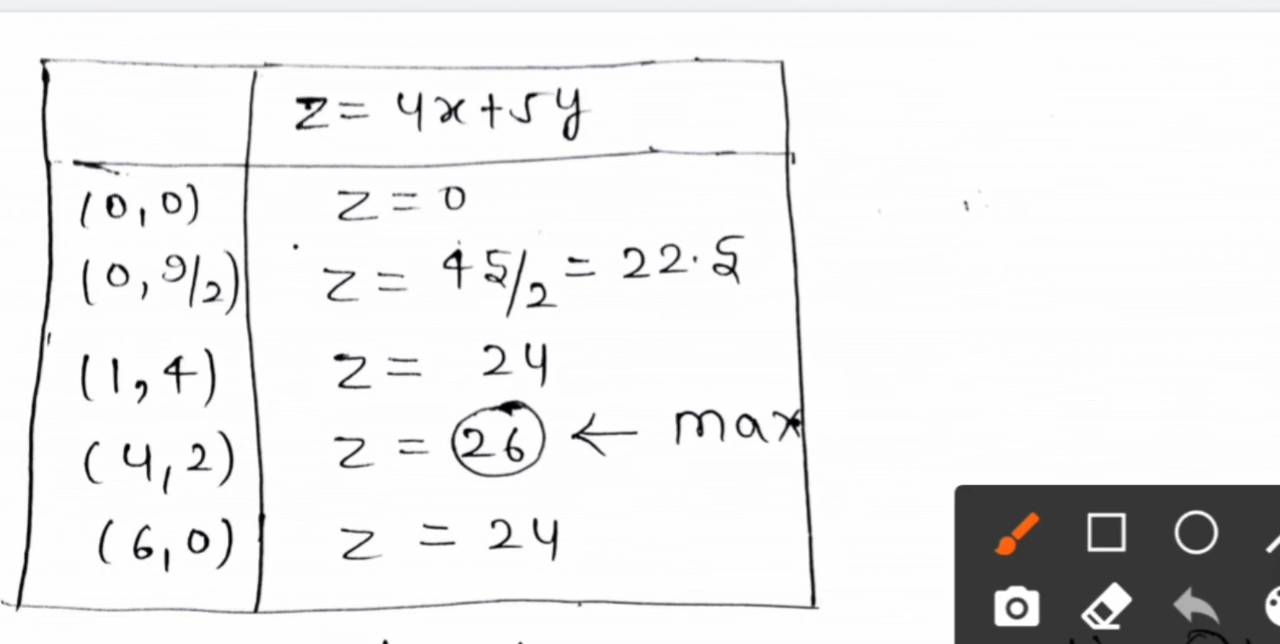 z = 4x+5y
(0,0) z = 0
(0,9/2) z = 45/2 = 22.5
(1,4) z = 24
(4,2) z = 26 ← max
(6,0) z = 24